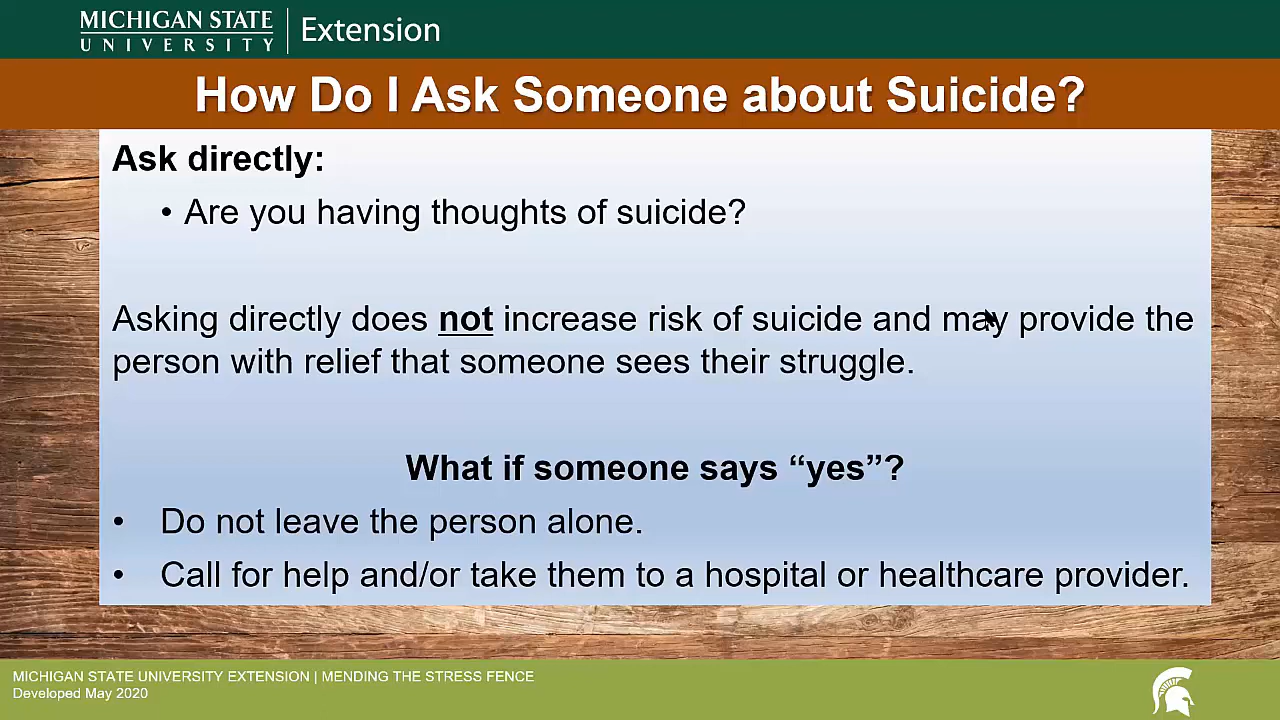 MICHIGAN STATE
UNIVERSITY
Extension
How Do I Ask Someone about Suicide?
Ask directly:
• Are you having thoughts of suicide?
Asking directly does not increase risk of suicide and may provide the
person with relief that someone sees their struggle.
What if someone says “yes”?
• Do not leave the person alone.
• Call for help and/or take them to a hospital or healthcare provider.
MICHIGAN STATE UNIVERSITY EXTENSION | MENDING THE STRESS FENCE
Developed May 2020